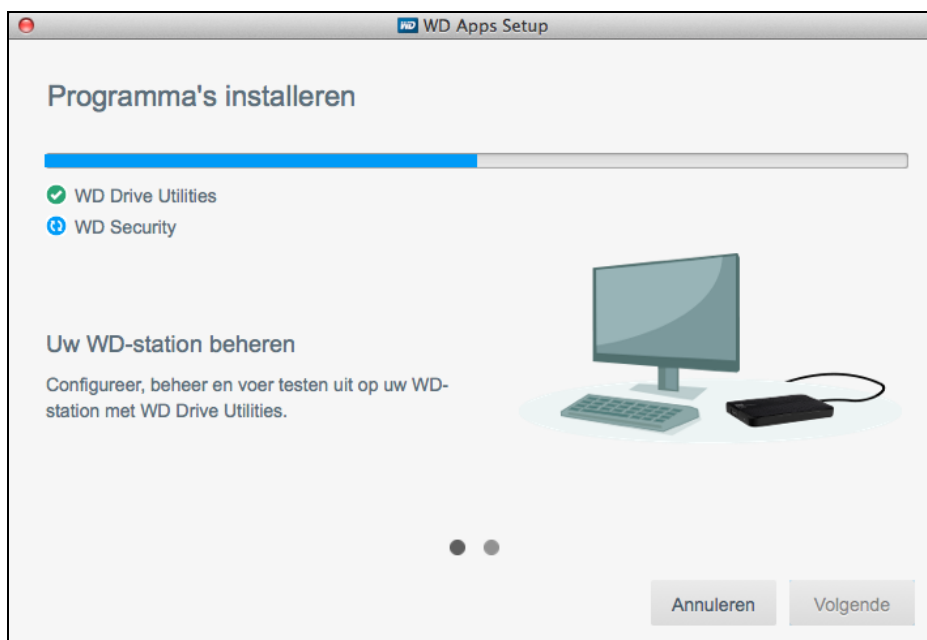 WD WD Apps Setup
Programma's installeren
WD Drive Utilities
WD Security
Uw WD-station beheren
Configureer, beheer en voer testen uit op uw WD-
station met WD Drive Utilities.
Annuleren
Volgende